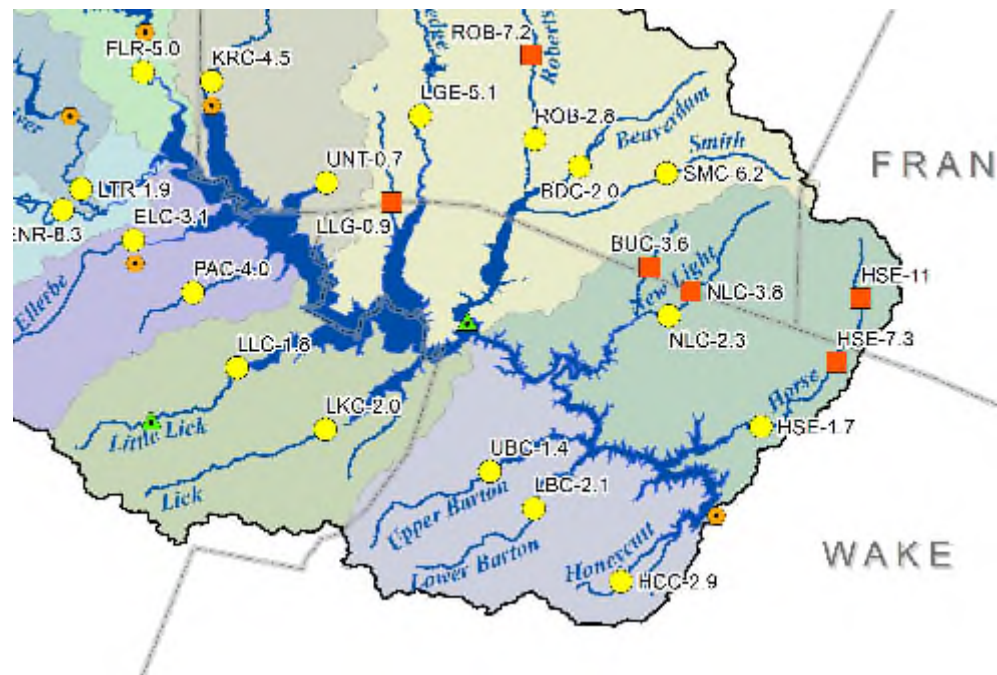 ROB-7.2
FLR-5.0
KRC-4.5
Roberts
LGE-5.1
Beaverdam
ROB-2.8
Smith
FRAN
UNT-0.7
BDC-2.0
SMC-6.2
LTR-1.9
ELC-3.1
LLG-0.9
ENR-8.3
BUC-3.6
PAC-4.0
New Light
HSE-11
NLC-3.8
Ellerbe
LLC-1.8
NLC-2.3
HSE-7.3
Horse
LKC-2.0
Little Lick
HSE-1.7
UBC-1.4
Lick
LBC-2.1
Upper Barton
WAKE
Lower Barton
Honeycutt
HCC-2.9